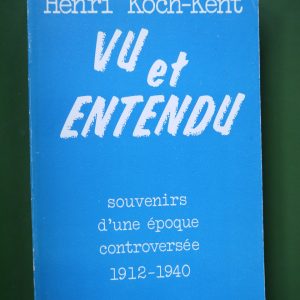 Henri Koch-Kent
VU et
ENTENDU
souvenirs
d'une époque
controversée
1912-1940